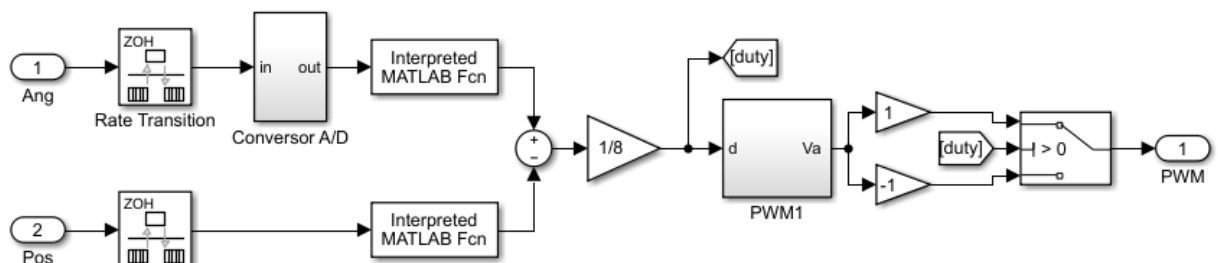 ZOH
1
Ang
Rate Transition
in
out
Conversor A/D
Interpreted
MATLAB Fcn
+
−
1/8
[duty]
d
Va
PWM1
1
-1
[duty]
> 0
1
PWM
ZOH
2
Pos
Interpreted
MATLAB Fcn